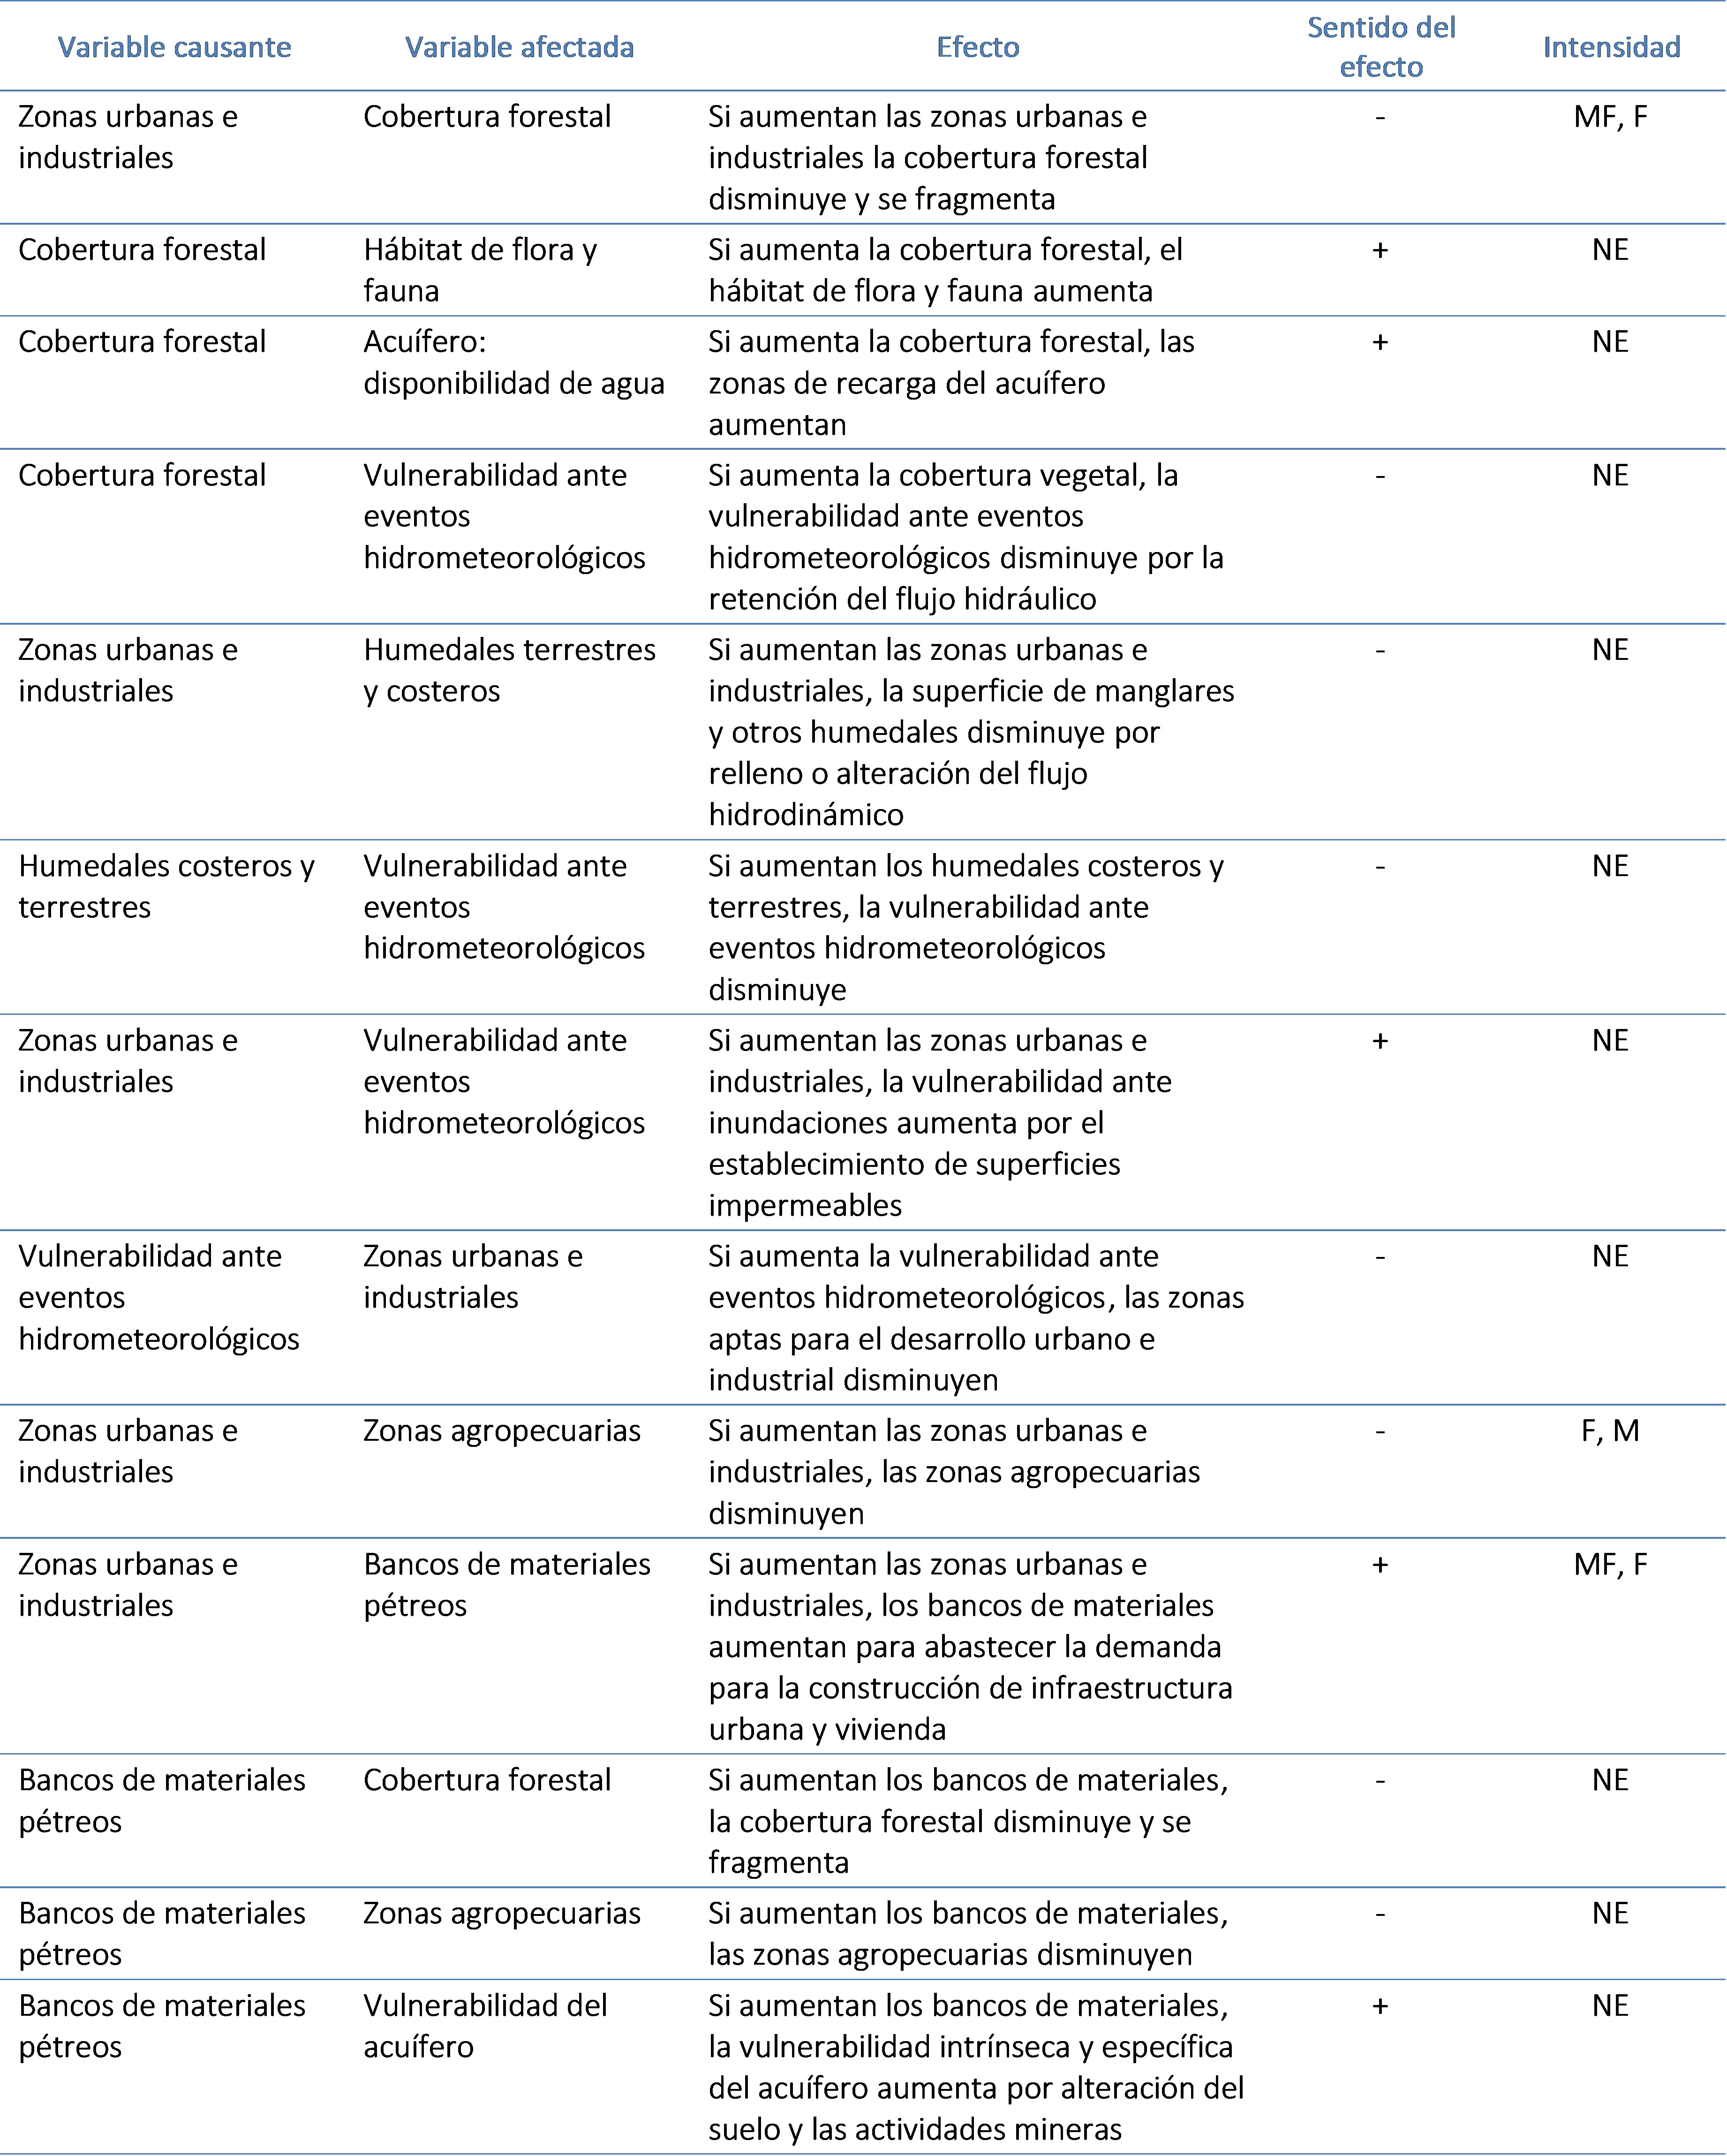 Variable causante
Variable afectada
Efecto
Sentido del
efecto
Intensidad
Zonas urbanas e
industriales
Cobertura forestal
Si aumentan las zonas urbanas e
industriales la cobertura forestal
disminuye y se fragmenta
-
MF, F
Cobertura forestal
Hábitat de flora y
fauna
Si aumenta la cobertura forestal, el
hábitat de flora y fauna aumenta
+
NE
Cobertura forestal
Acuífero:
disponibilidad de agua
Si aumenta la cobertura forestal, las
zonas de recarga del acuífero
aumentan
+
NE
Cobertura forestal
Vulnerabilidad ante
eventos
hidrometeorológicos
Si aumenta la cobertura vegetal, la
vulnerabilidad ante eventos
hidrometeorológicos disminuye por la
retención del flujo hidráulico
-
NE
Zonas urbanas e
industriales
Humedales terrestres
y costeros
Si aumentan las zonas urbanas e
industriales, la superficie de manglares
y otros humedales disminuye por
relleno o alteración del flujo
hidrodinámico
-
NE
Humedales costeros y
terrestres
Vulnerabilidad ante
eventos
hidrometeorológicos
Si aumentan los humedales costeros y
terrestres, la vulnerabilidad ante
eventos hidrometeorológicos
disminuye
-
NE
Zonas urbanas e
industriales
Vulnerabilidad ante
eventos
hidrometeorológicos
Si aumentan las zonas urbanas e
industriales, la vulnerabilidad ante
inundaciones aumenta por el
establecimiento de superficies
impermeables
+
NE
Vulnerabilidad ante
eventos
hidrometeorológicos
Zonas urbanas e
industriales
Si aumenta la vulnerabilidad ante
eventos hidrometeorológicos, las zonas
aptas para el desarrollo urbano e
industrial disminuyen
-
NE
Zonas urbanas e
industriales
Zonas agropecuarias
Si aumentan las zonas urbanas e
industriales, las zonas agropecuarias
disminuyen
-
F, M
Zonas urbanas e
industriales
Bancos de materiales
pétreos
Si aumentan las zonas urbanas e
industriales, los bancos de materiales
aumentan para abastecer la demanda
para la construcción de infraestructura
urbana y vivienda
+
MF, F
Bancos de materiales
pétreos
Cobertura forestal
Si aumentan los bancos de materiales,
la cobertura forestal disminuye y se
fragmenta
-
NE
Bancos de materiales
pétreos
Zonas agropecuarias
Si aumentan los bancos de materiales,
las zonas agropecuarias disminuyen
-
NE
Bancos de materiales
pétreos
Vulnerabilidad del
acuífero
Si aumentan los bancos de materiales,
la vulnerabilidad intrínseca y específica
del acuífero aumenta por alteración del
suelo y las actividades mineras
+
NE